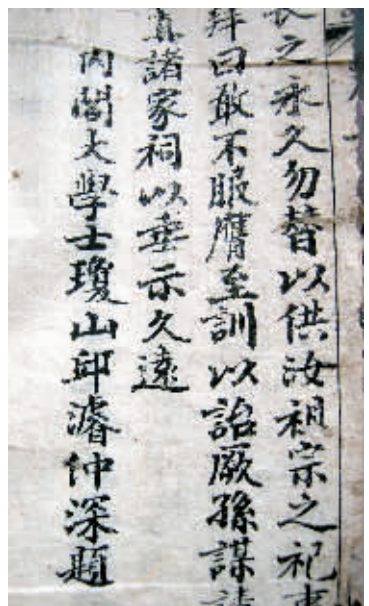 之永久勿替以供汝祖宗之祀
拜曰敢不服膺至訓以詒厥孫謀
寘諸家祠以垂示久遠
內閣大學士瓊山邱濬仲深題